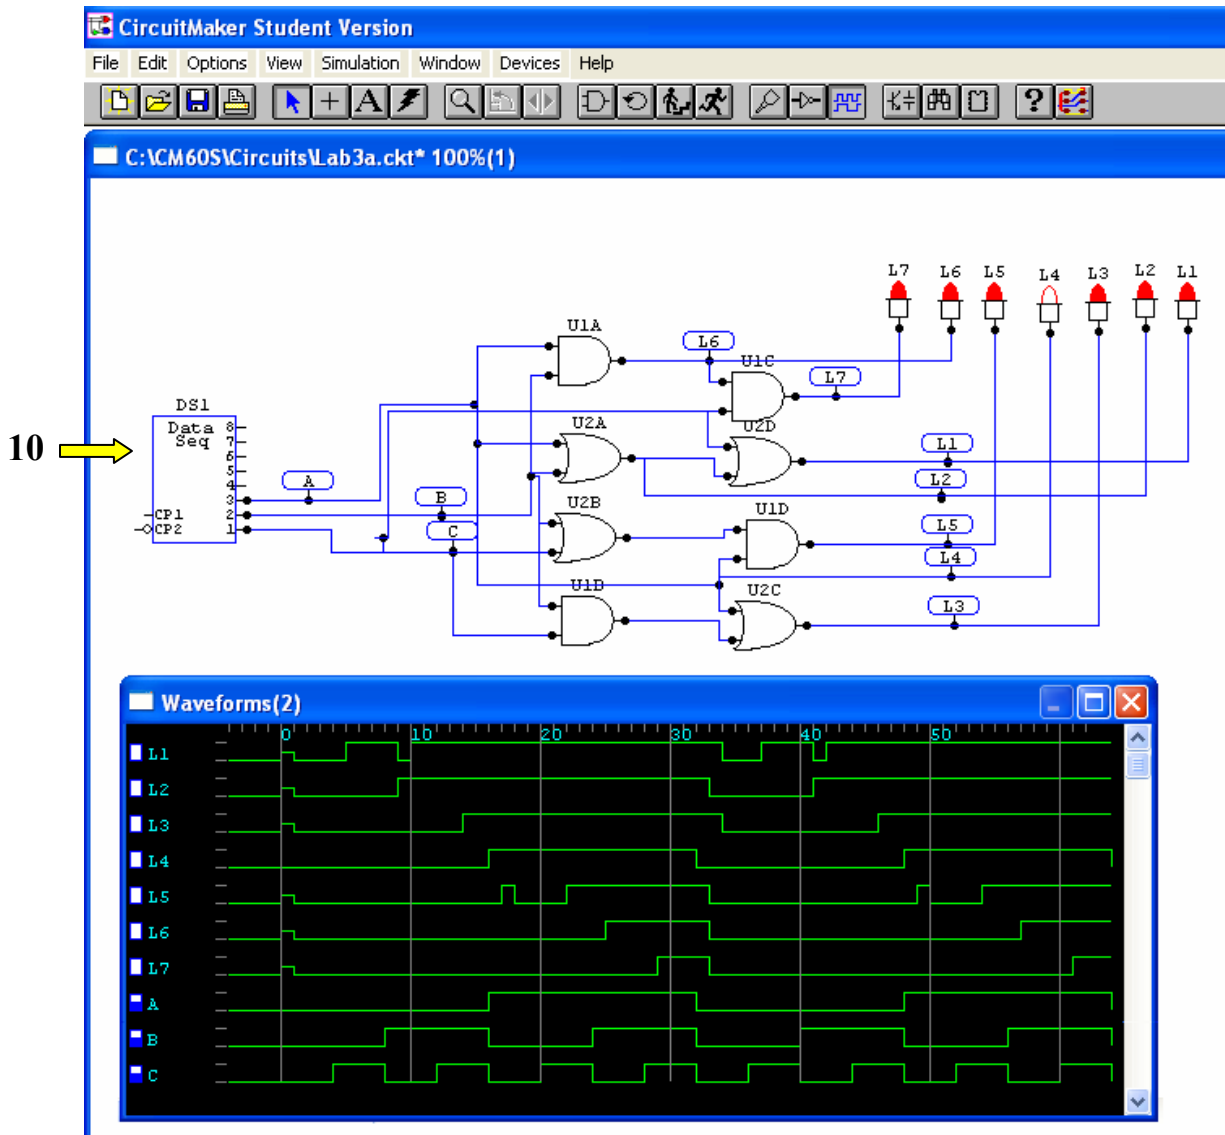 CircuitMaker Student Version
File Edit Options View Simulation Window Devices Help
C:\CM60S\Circuits\Lab3a.ckt* 100%(1)
L7 L6 L5 L4 L3 L2 L1
U1A
L6
U1C
L7
DS1
Data 8
Seq 7
6
5
4
3
CP1 2
CP2 1
10
A
B
C
U2A
U2D
L1
L2
U2B
U1D
L5
L4
U1B
U2C
L3
Waveforms(2)
0 10 20 30 40 50
L1
L2
L3
L4
L5
L6
L7
A
B
C